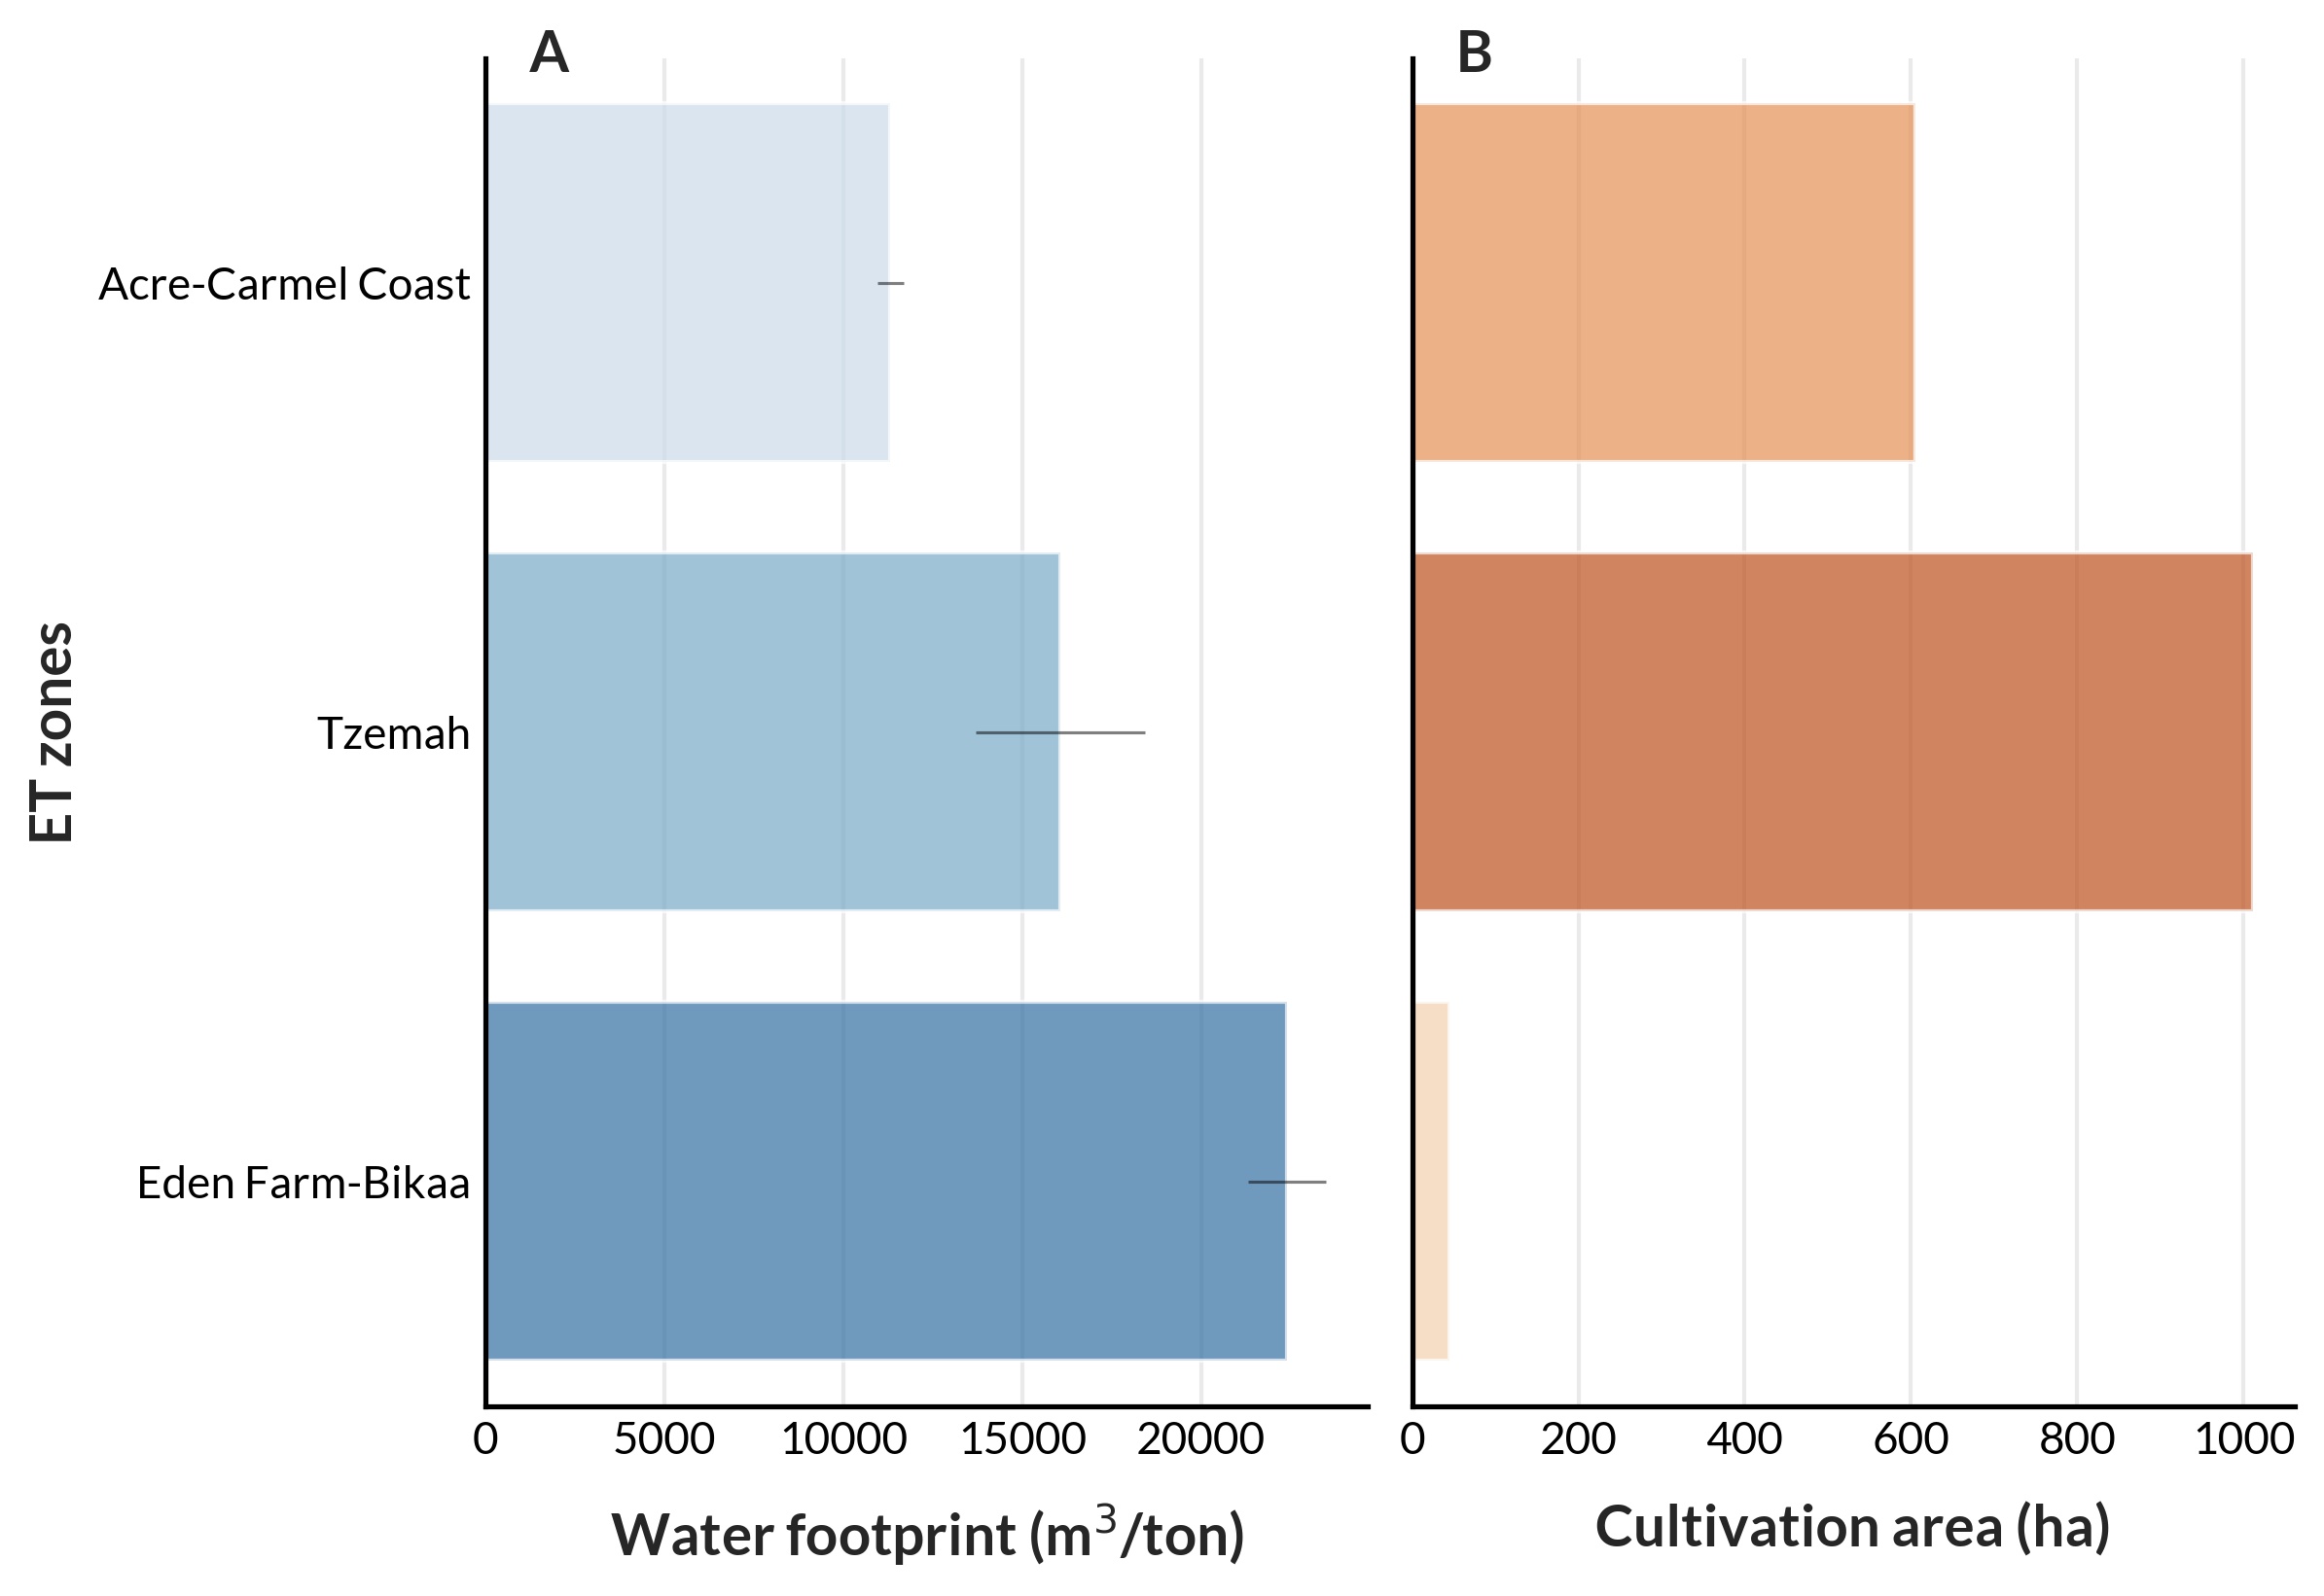 A
B
ET zones
Acre-Carmel Coast
Tzemah
Eden Farm-Bikaa
0 5000 10000 15000 20000
0 200 400 600 800 1000
Water footprint (m³/ton)
Cultivation area (ha)